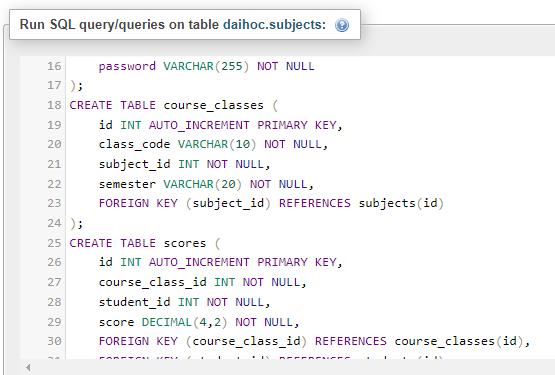 Run SQL query/queries on table daihoc.subjects:
16 password VARCHAR(255) NOT NULL
17 );
18 CREATE TABLE course_classes (
19 id INT AUTO_INCREMENT PRIMARY KEY,
20 class_code VARCHAR(10) NOT NULL,
21 subject_id INT NOT NULL,
22 semester VARCHAR(20) NOT NULL,
23 FOREIGN KEY (subject_id) REFERENCES subjects(id)
24 );
25 CREATE TABLE scores (
26 id INT AUTO_INCREMENT PRIMARY KEY,
27 course_class_id INT NOT NULL,
28 student_id INT NOT NULL,
29 score DECIMAL(4,2) NOT NULL,
30 FOREIGN KEY (course_class_id) REFERENCES course_classes(id),